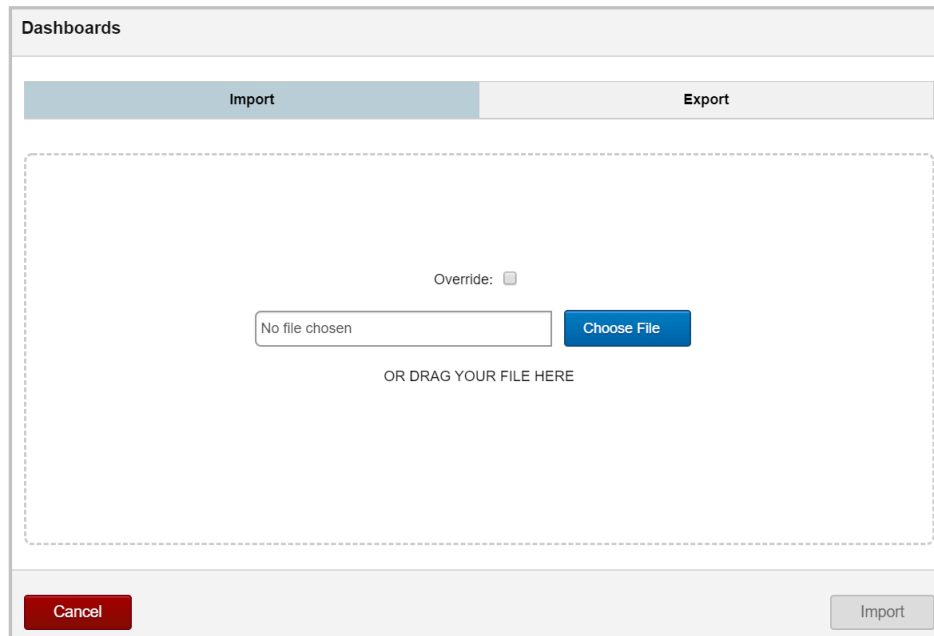 Dashboards
Import Export
Override:
No file chosen Choose File
OR DRAG YOUR FILE HERE
Cancel Import